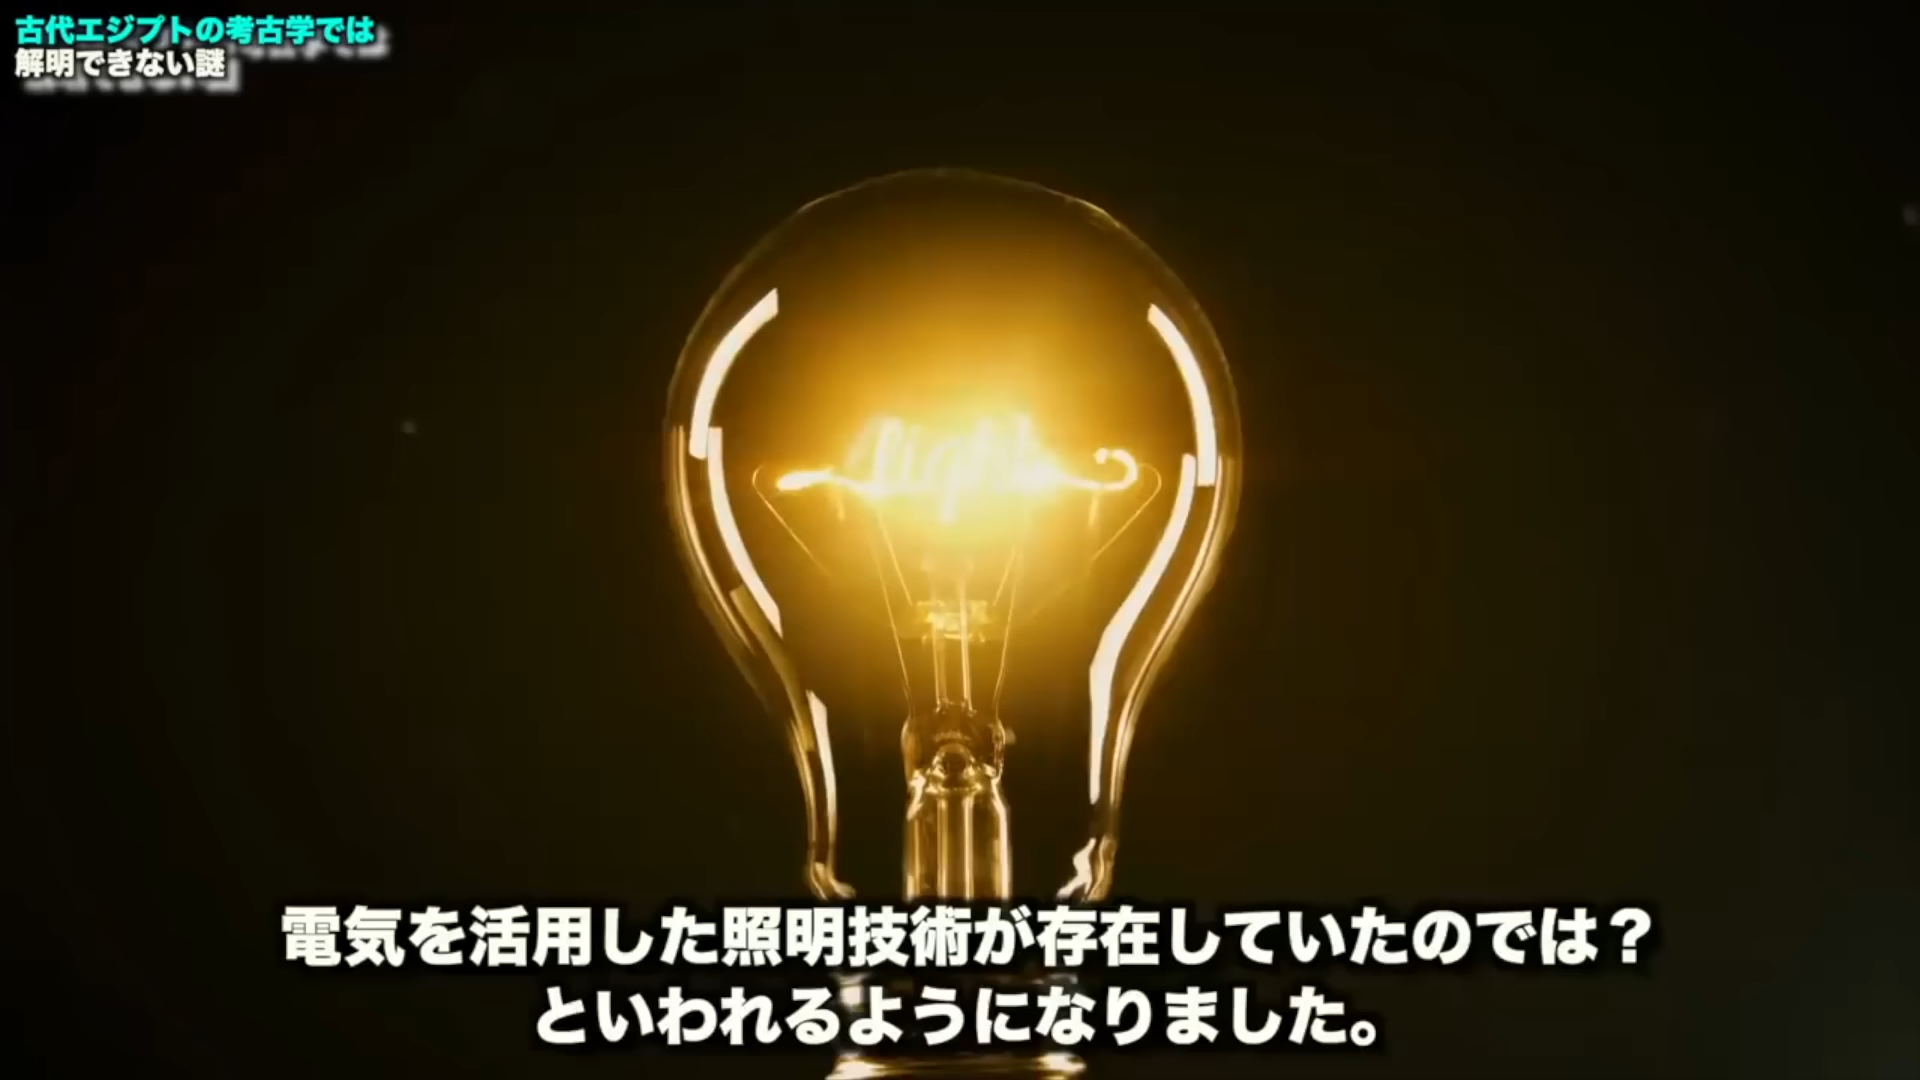 古代エジプトの考古学では
解明できない謎
light
電気を活用した照明技術が存在していたのでは？
といわれるようになりました。